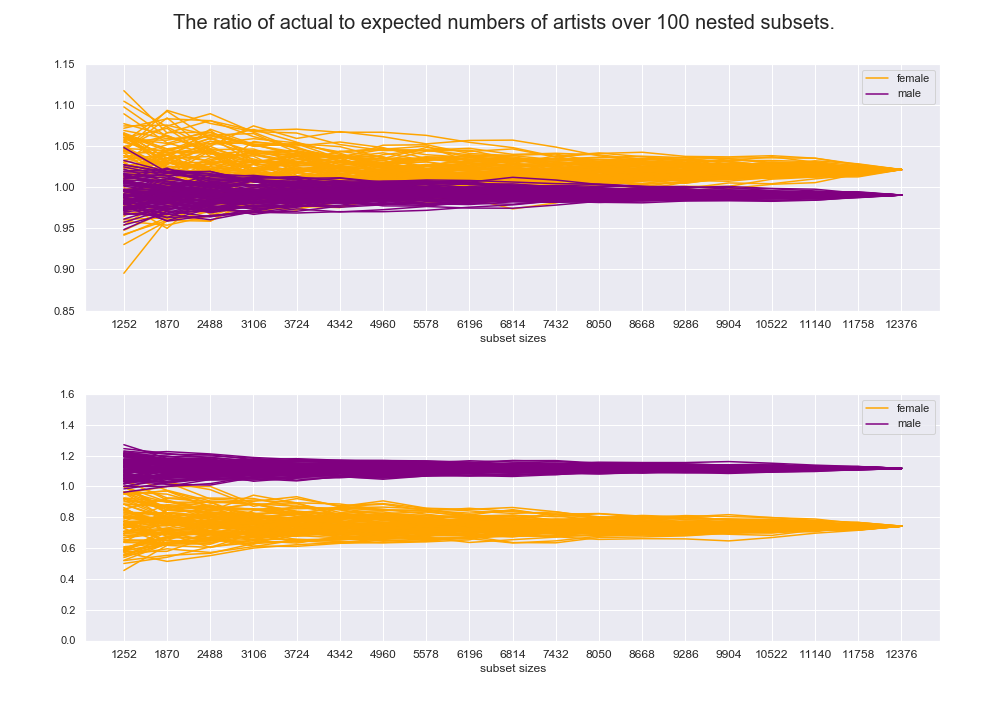 The ratio of actual to expected numbers of artists over 100 nested subsets.
1.15
1.10
1.05
1.00
0.95
0.90
0.85
female
male
1252 1870 2488 3106 3724 4342 4960 5578 6196 6814 7432 8050 8668 9286 9904 10522 11140 11758 12376
subset sizes
1.6
1.4
1.2
1.0
0.8
0.6
0.4
0.2
0.0
female
male
1252 1870 2488 3106 3724 4342 4960 5578 6196 6814 7432 8050 8668 9286 9904 10522 11140 11758 12376
subset sizes